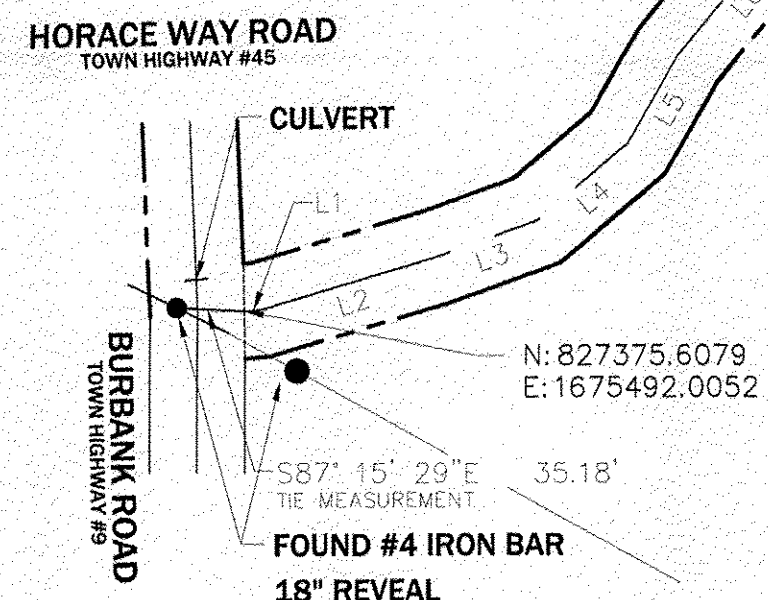 HORACE WAY ROAD
TOWN HIGHWAY #45
CULVERT
L1
L2
L3
L4
L5
N: 827375.6079
E: 1675492.0052
BURBANK ROAD
TOWN HIGHWAY #9
S87° 15' 29"E 35.18'
TIE MEASUREMENT
FOUND #4 IRON BAR
18" REVEAL